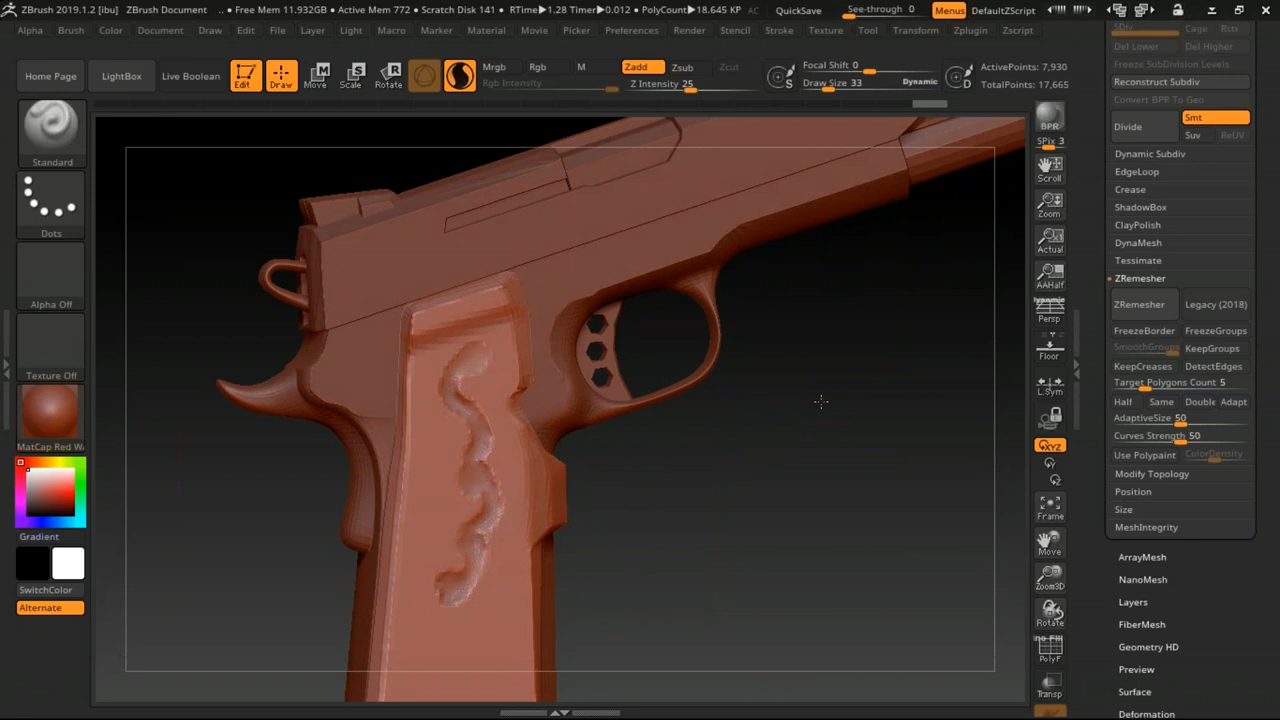 ZBrush 2019.1.2 [ibu] ZBrush Document .. • Free Mem 11.932GB • Active Mem 772 • Scratch Disk 141 • RTime▸1.28 Timer▸0.012 • PolyCount▸18.645 KP AC QuickSave See-through 0 Menus DefaultZScript
Alpha Brush Color Document Draw Edit File Layer Light Macro Marker Material Movie Picker Preferences Render Stencil Stroke Texture Tool Transform Zplugin Zscript
Home Page LightBox Live Boolean Edit Draw Move Scale Rotate
Mrgb Rgb M Zadd Zsub Zcut
Rgb Intensity Z Intensity 25
S Focal Shift 0
Draw Size 33 Dynamic
D ActivePoints: 7,930
TotalPoints: 17,665
Standard
Dots
Alpha Off
Texture Off
MatCap Red W
Gradient
SwitchColor
Alternate
BPR
SPix 3
Scroll
Zoom
Actual
AAHalf
Dynamic
Persp
Floor
L.Sym
XYZ
Y
Z
Frame
Move
Zoom3D
Rotate
PolyF
Transp
SDiv Cage Rstr
Del Lower Del Higher
Freeze SubDivision Levels
Reconstruct Subdiv
Convert BPR To Geo
Divide Smt
Suv ReUV
Dynamic Subdiv
EdgeLoop
Crease
ShadowBox
ClayPolish
DynaMesh
Tessimate
ZRemesher
ZRemesher Legacy (2018)
FreezeBorder FreezeGroups
SmoothGroups KeepGroups
KeepCreases DetectEdges
Target Polygons Count 5
Half Same Double Adapt
AdaptiveSize 50
Curves Strength 50
Use Polypaint ColorDensity
Modify Topology
Position
Size
MeshIntegrity
ArrayMesh
NanoMesh
Layers
FiberMesh
Geometry HD
Preview
Surface
Deformation